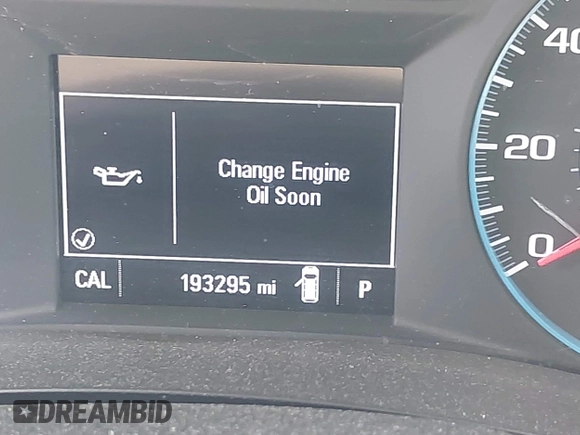 40
20
0
Change Engine
Oil Soon
CAL 193295 mi P
DREAMBID